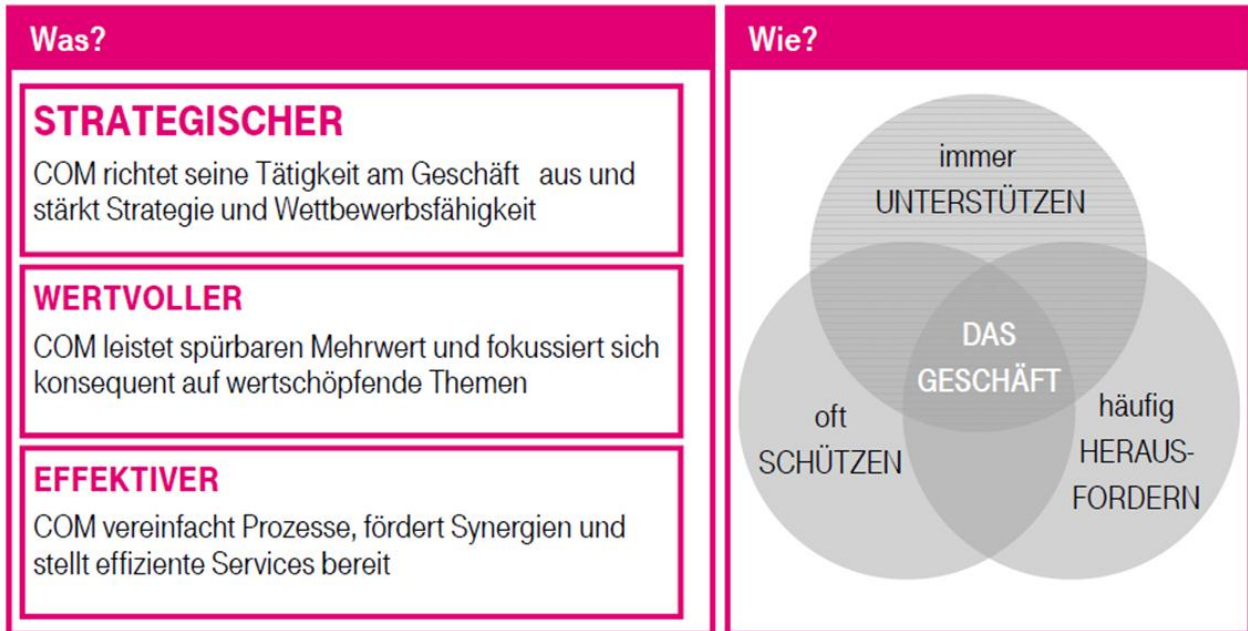 Was?
STRATEGISCHER
COM richtet seine Tätigkeit am Geschäft aus und
stärkt Strategie und Wettbewerbsfähigkeit
WERTVOLLER
COM leistet spürbaren Mehrwert und fokussiert sich
konsequent auf wertschöpfende Themen
EFFEKTIVER
COM vereinfacht Prozesse, fördert Synergien und
stellt effiziente Services bereit
Wie?
immer
UNTERSTÜTZEN
DAS
GESCHÄFT
oft
SCHÜTZEN
häufig
HERAUS-
FORDERN